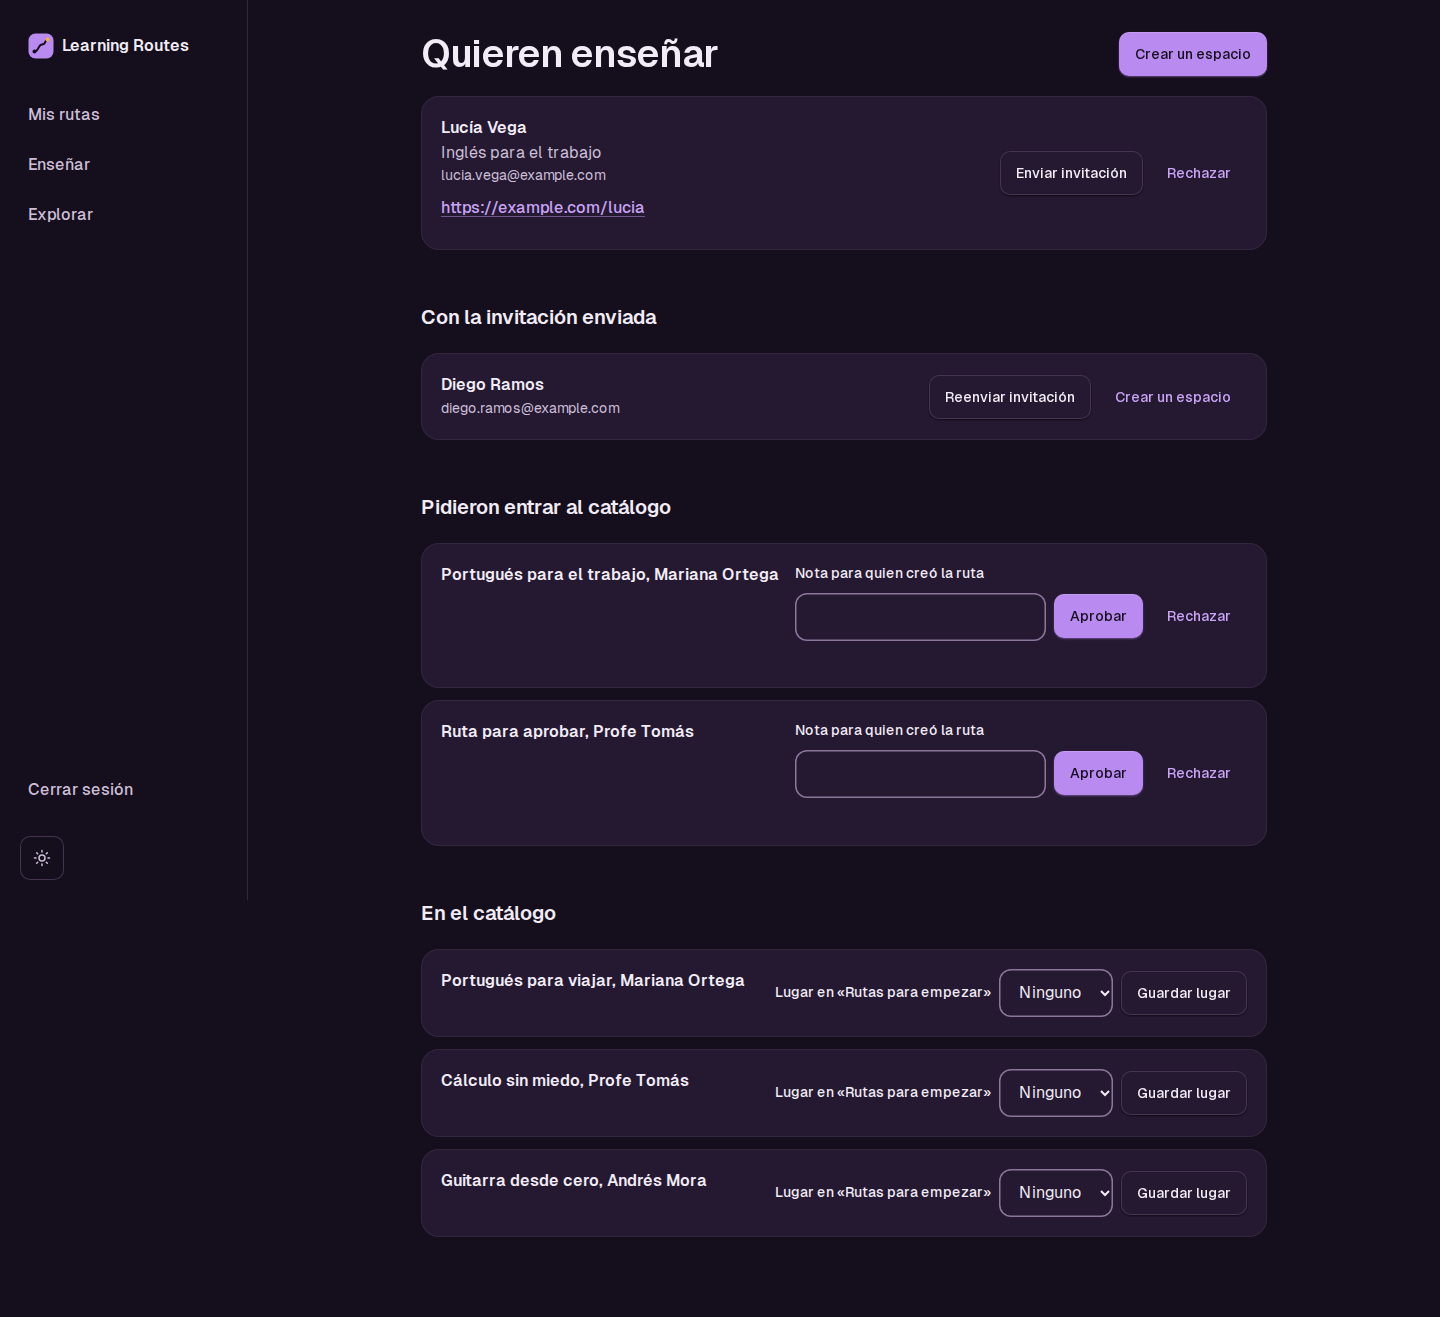 Learning Routes
Mis rutas
Enseñar
Explorar
Cerrar sesión
Quieren enseñar
Crear un espacio
Lucía Vega
Inglés para el trabajo
lucia.vega@example.com
https://example.com/lucia
Enviar invitación
Rechazar
Con la invitación enviada
Diego Ramos
diego.ramos@example.com
Reenviar invitación
Crear un espacio
Pidieron entrar al catálogo
Portugués para el trabajo, Mariana Ortega
Nota para quien creó la ruta
Aprobar
Rechazar
Ruta para aprobar, Profe Tomás
Nota para quien creó la ruta
Aprobar
Rechazar
En el catálogo
Portugués para viajar, Mariana Ortega
Lugar en «Rutas para empezar»
Ninguno
Guardar lugar
Cálculo sin miedo, Profe Tomás
Lugar en «Rutas para empezar»
Ninguno
Guardar lugar
Guitarra desde cero, Andrés Mora
Lugar en «Rutas para empezar»
Ninguno
Guardar lugar